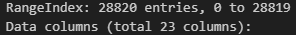 RangeIndex: 28820 entries, 0 to 28819
Data columns (total 23 columns):